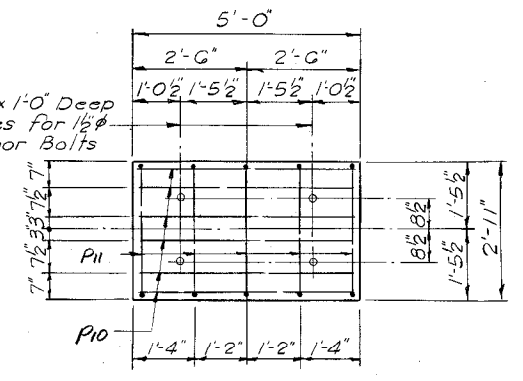 5'-0"
2'-6" 2'-6"
1'-0½" 1'-5½" 1'-5½" 1'-0½"
x 1'-0" Deep
es for 1½"φ
or Bolts
7" 7½" 3" 3" 7½" 7"
8½" 8½"
1'-5½" 1'-5½"
2'-11"
P11
P10
1'-4" 1'-2" 1'-2" 1'-4"